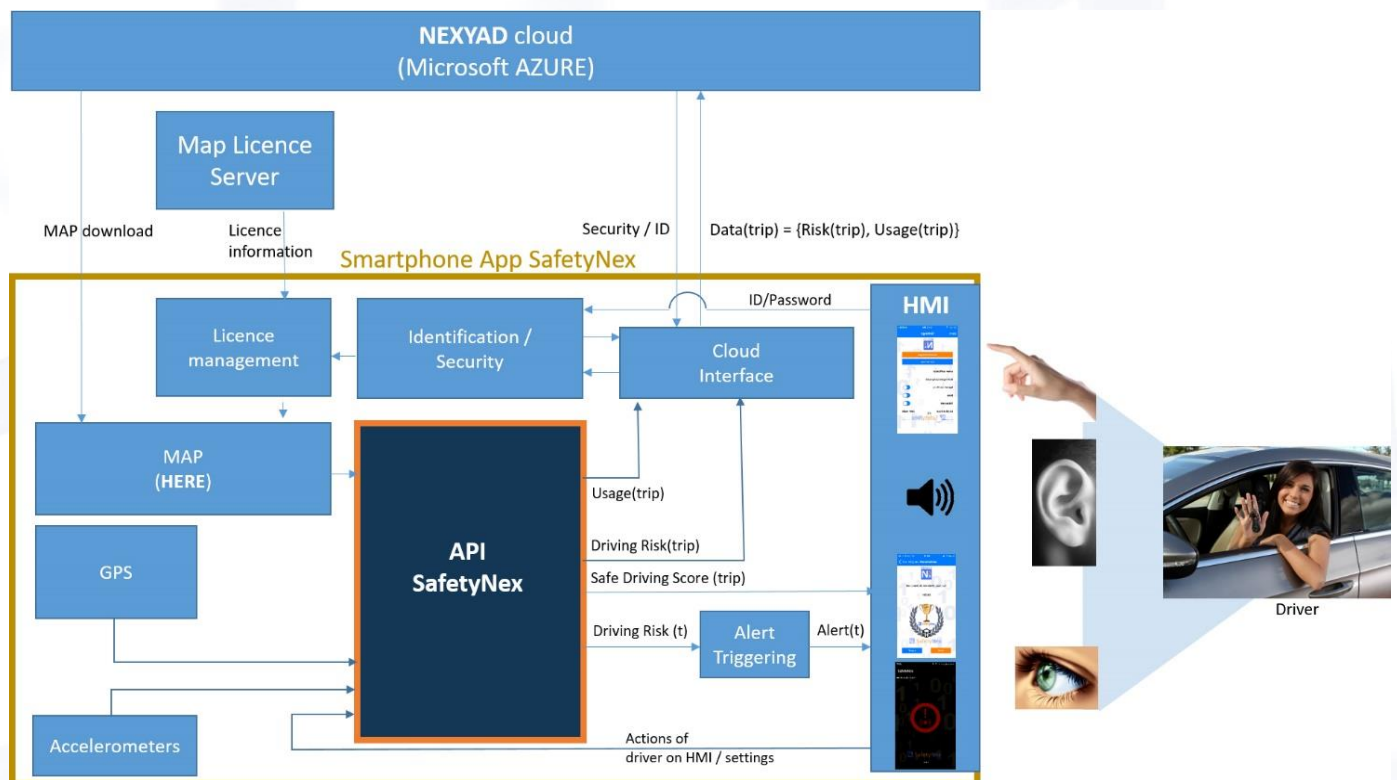 NEXYAD cloud
(Microsoft AZURE)
Map Licence
Server
MAP download
Licence
information
Security / ID
Data(trip) = {Risk(trip), Usage(trip)}
Smartphone App SafetyNex
ID/Password
HMI
Licence
management
Identification /
Security
Cloud
Interface
MAP
(HERE)
Usage(trip)
API
SafetyNex
Driving Risk(trip)
GPS
Safe Driving Score (trip)
Driving Risk (t)
Alert
Triggering
Alert(t)
Driver
Accelerometers
Actions of
driver on HMI / settings